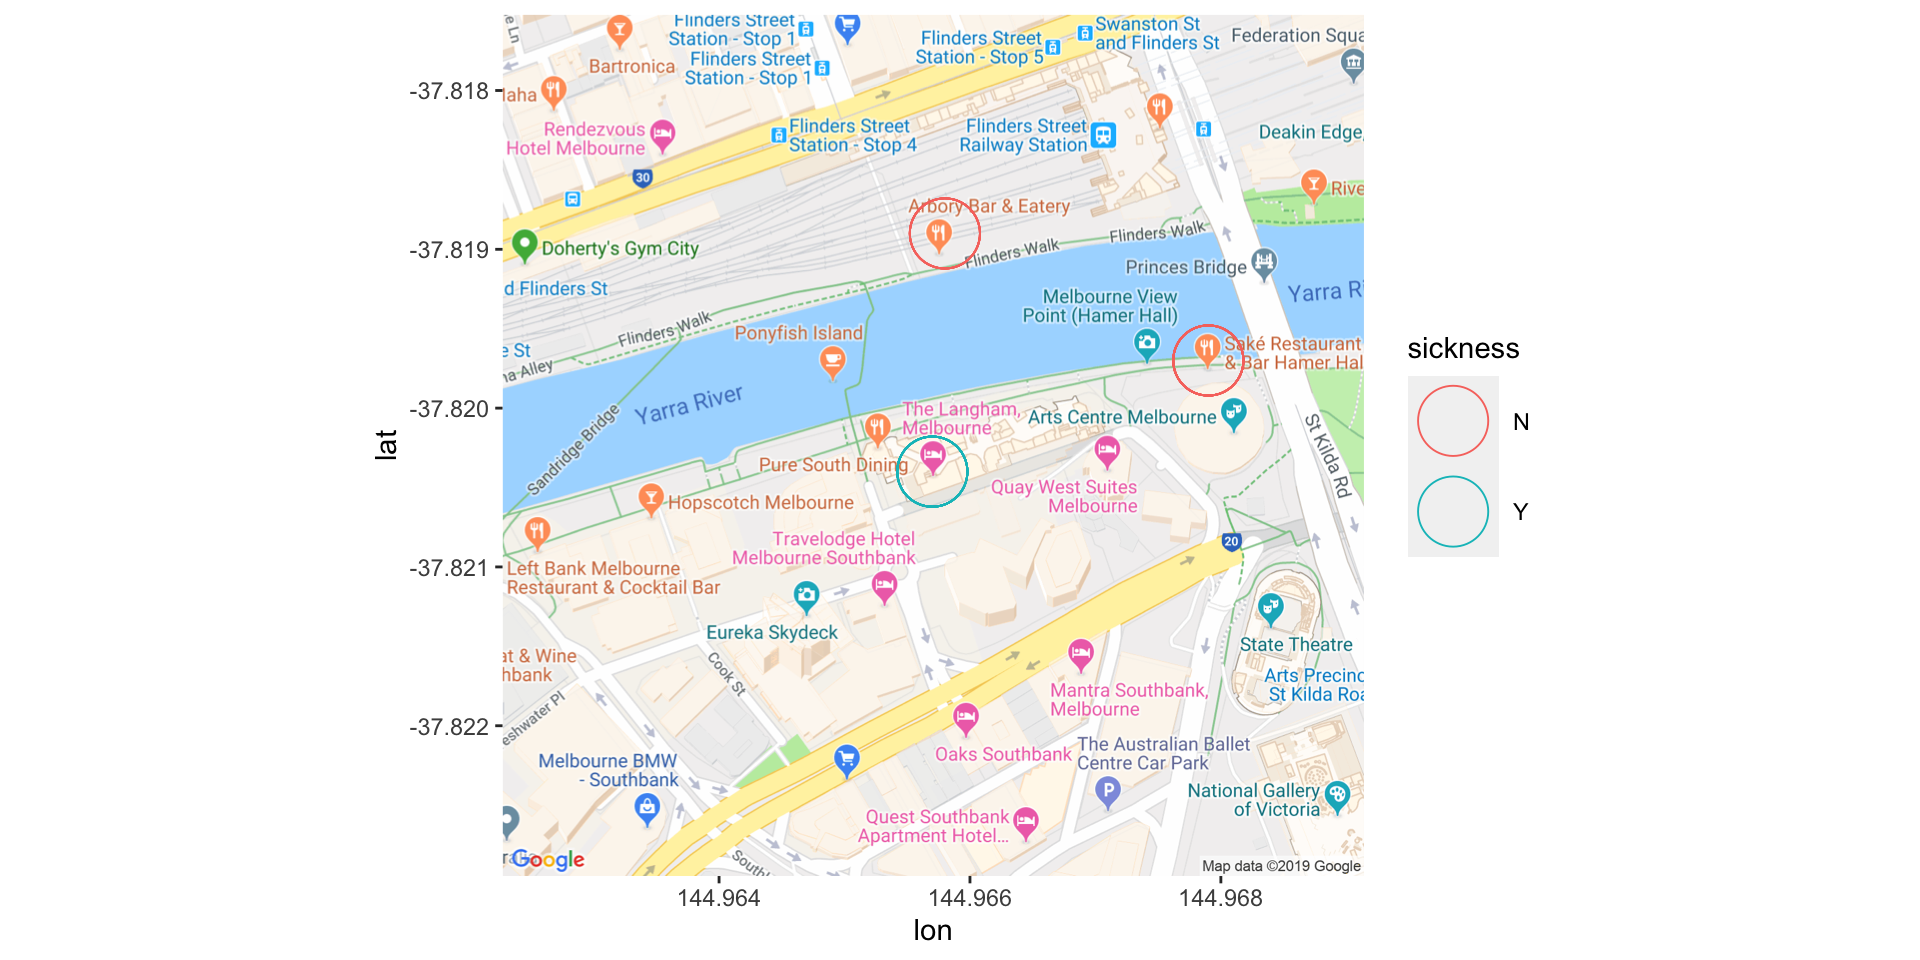 Flinders Street
Station - Stop 1
Swanston St
and Flinders St
Flinders Street
Station - Stop 5
Federation Squa
e Ln
Bartronica
Flinders Street
Station - Stop 1
-37.818
Rendezvous
Hotel Melbourne
Flinders Street
Station - Stop 4
Flinders Street
Railway Station
Deakin Edge,
30
Rive
Arbory Bar & Eatery
-37.819
Doherty's Gym City
Flinders Walk
Flinders Walk
Princes Bridge
d Flinders St
Yarra R
Melbourne View
Point (Hamer Hall)
Flinders Walk
Ponyfish Island
Saké Restaurant
& Bar Hamer Hal
e St
na Alley
sickness
N
Y
-37.820
lat
Yarra River
The Langham,
Melbourne
Arts Centre Melbourne
Sandridge Bridge
St Kilda Rd
Pure South Dining
Quay West Suites
Melbourne
Hopscotch Melbourne
Travelodge Hotel
Melbourne Southbank
20
-37.821
Left Bank Melbourne
Restaurant & Cocktail Bar
Eureka Skydeck
State Theatre
at & Wine
hbank
Cook St
Arts Precinc
St Kilda Roa
Mantra Southbank,
Melbourne
eshwater Pl
-37.822
Oaks Southbank
The Australian Ballet
Centre Car Park
P
Melbourne BMW
- Southbank
National Gallery
of Victoria
Quest Southbank
Apartment Hotel...
South
Google
Map data ©2019 Google
144.964
144.966
144.968
lon